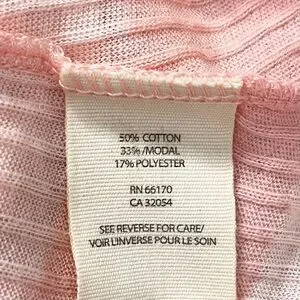 50% COTTON
33% /MODAL
17% POLYESTER
RN 66170
CA 32054
SEE REVERSE FOR CARE/
VOIR L'INVERSE POUR LE SOIN